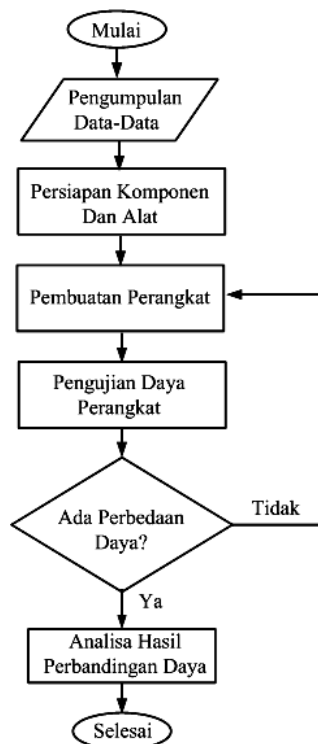 Mulai
Pengumpulan
Data-Data
Persiapan Komponen
Dan Alat
Pembuatan Perangkat
Pengujian Daya
Perangkat
Ada Perbedaan
Daya?
Tidak
Ya
Analisa Hasil
Perbandingan Daya
Selesai